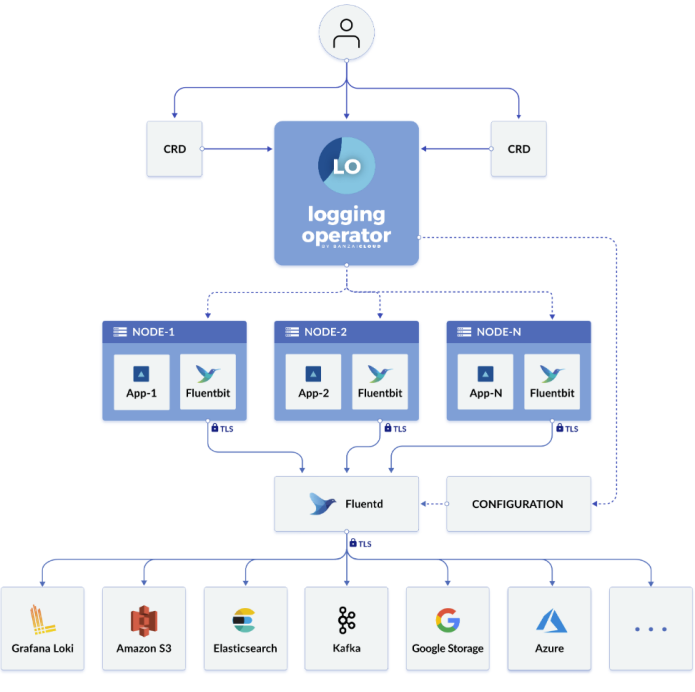 CRD
LO
CRD
logging
operator
BY BANZAICLOUD
NODE-1
NODE-2
NODE-N
App-1
Fluentbit
App-2
Fluentbit
App-N
Fluentbit
TLS
TLS
TLS
Fluentd
CONFIGURATION
TLS
Grafana Loki
Amazon S3
Elasticsearch
Kafka
Google Storage
Azure
...